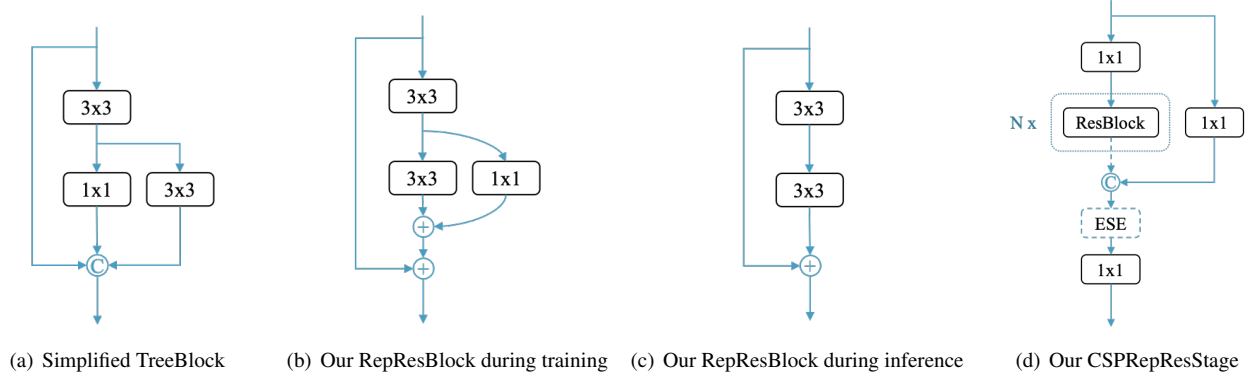 3x3
1x1
3x3
C
(a) Simplified TreeBlock
3x3
3x3
1x1
+
+
(b) Our RepResBlock during training
3x3
3x3
+
(c) Our RepResBlock during inference
1x1
N x
ResBlock
1x1
C
ESE
1x1
(d) Our CSPRepResStage